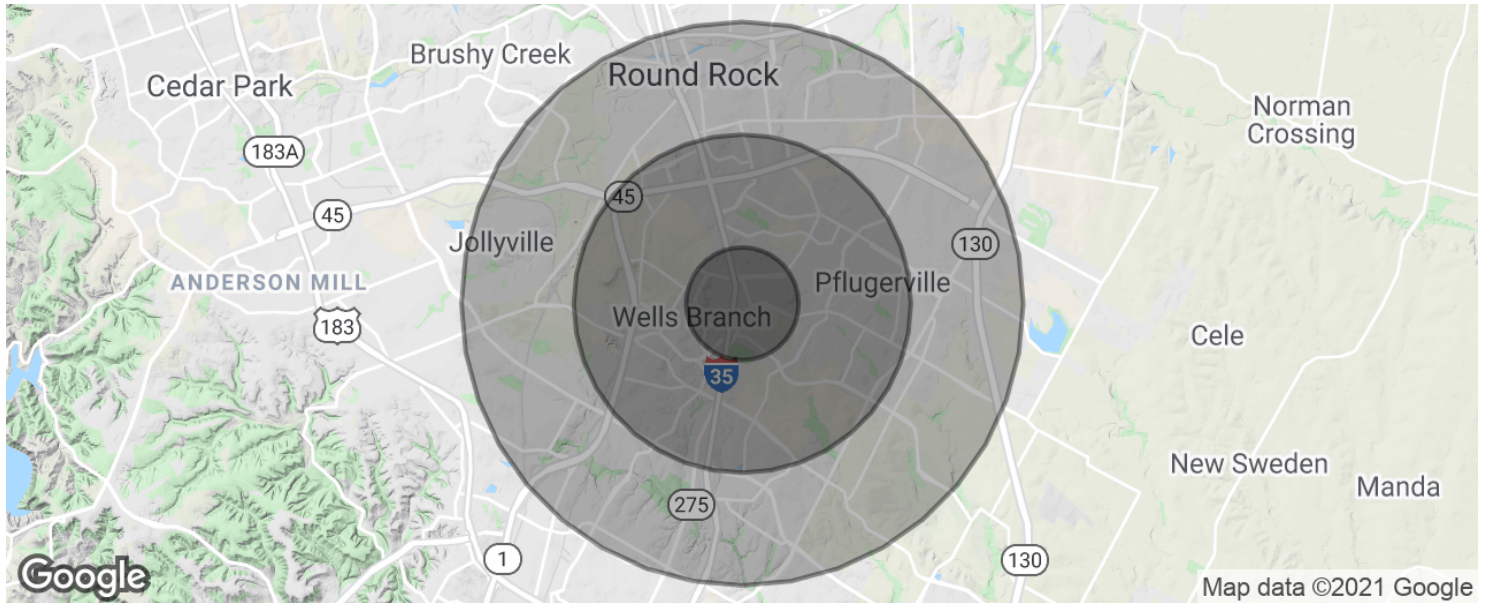 Brushy Creek
Round Rock
Cedar Park
Norman
Crossing
183A
45
45
Jollyville
130
ANDERSON MILL
Pflugerville
183
Wells Branch
Cele
35
New Sweden
Manda
275
1
130
Google
Map data ©2021 Google